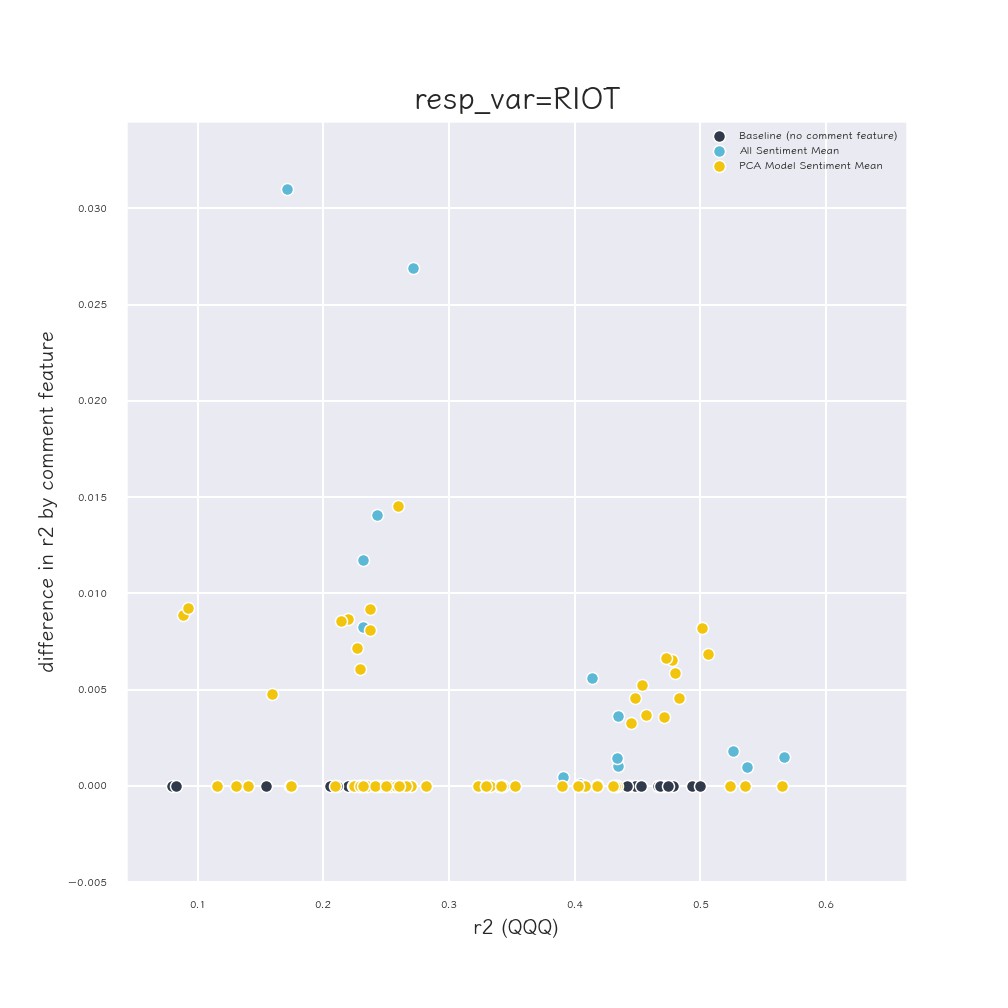 resp_var=RIOT
Baseline (no comment feature)
All Sentiment Mean
PCA Model Sentiment Mean
difference in r2 by comment feature
0.030
0.025
0.020
0.015
0.010
0.005
0.000
−0.005
0.1 0.2 0.3 0.4 0.5 0.6
r2 (QQQ)